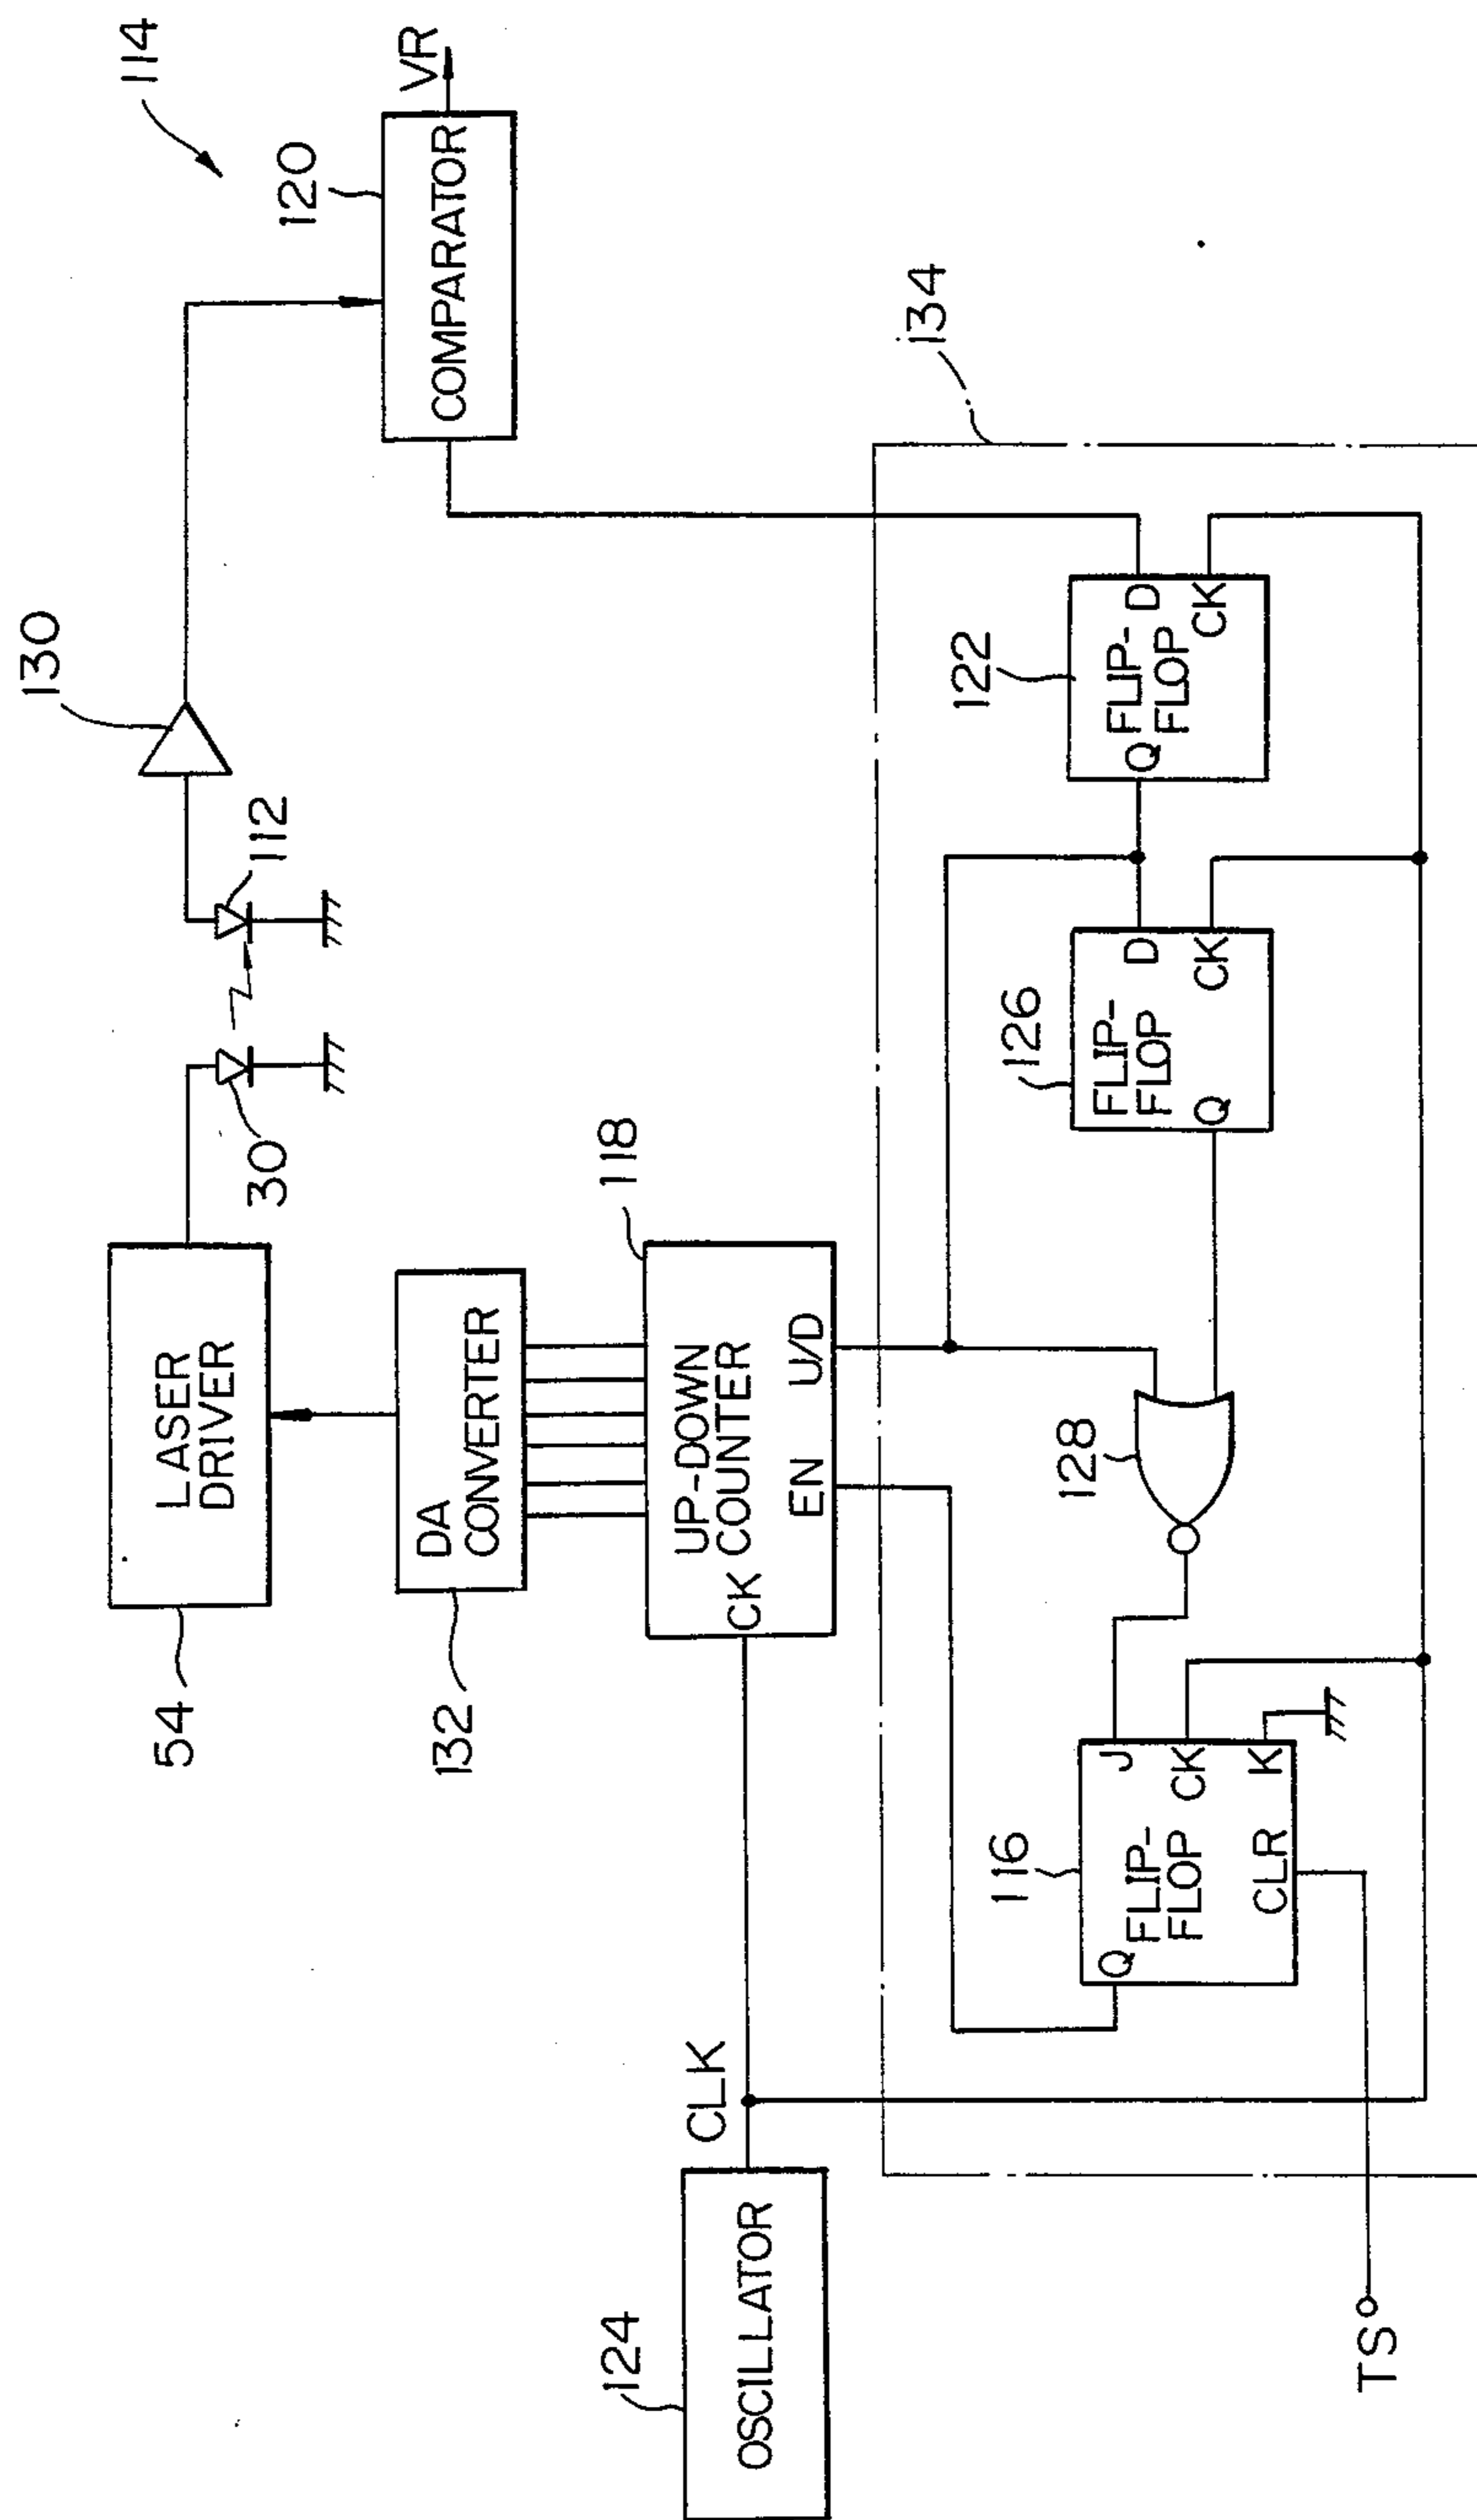 114
130
120
VR
COMPARATOR
112
30
54
LASER
DRIVER
132
DA
CONVERTER
118
UP-DOWN
COUNTER
CK
EN
U/D
134
124
OSCILLATOR
CLK
116
Q
FLIP-
FLOP
J
CK
K
CLR
128
126
FLIP-
FLOP
D
CK
Q
122
FLIP-
FLOP
Q
D
CK
TS